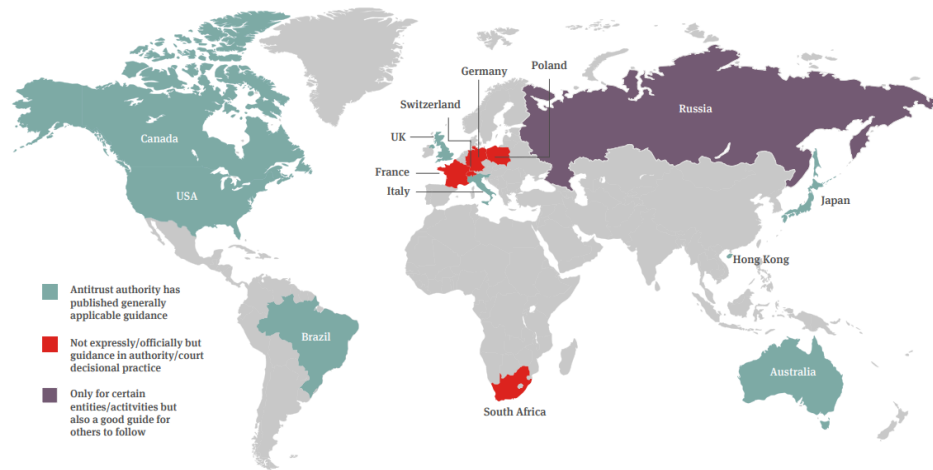 Germany
Poland
Switzerland
Russia
UK
Canada
France
USA
Italy
Japan
Hong Kong
Antitrust authority has
published generally
applicable guidance
Brazil
Not expressly/officially but
guidance in authority/court
decisional practice
Australia
Only for certain
entities/actitvities but
also a good guide for
others to follow
South Africa